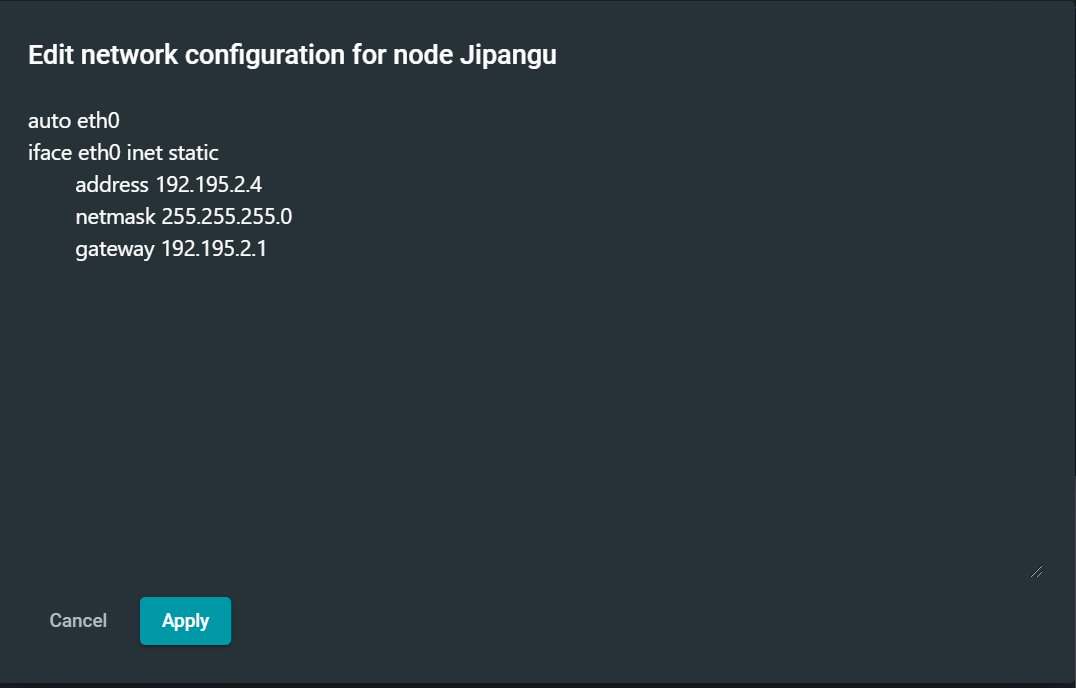 Edit network configuration for node Jipangu
auto eth0
iface eth0 inet static
address 192.195.2.4
netmask 255.255.255.0
gateway 192.195.2.1
Cancel
Apply